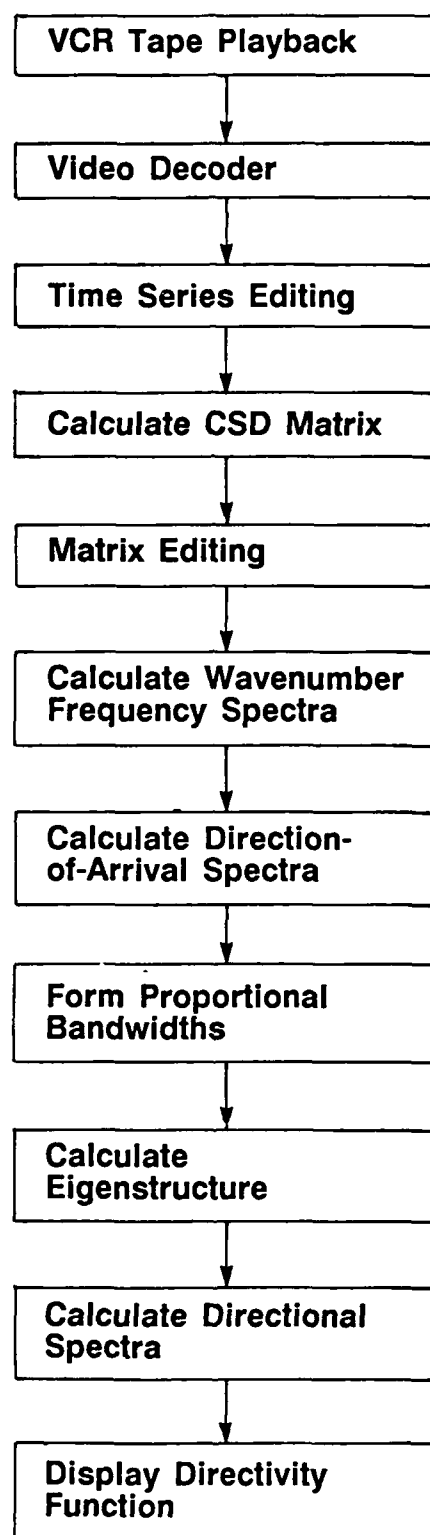 VCR Tape Playback
Video Decoder
Time Series Editing
Calculate CSD Matrix
Matrix Editing
Calculate Wavenumber
Frequency Spectra
Calculate Direction-
of-Arrival Spectra
Form Proportional
Bandwidths
Calculate
Eigenstructure
Calculate Directional
Spectra
Display Directivity
Function